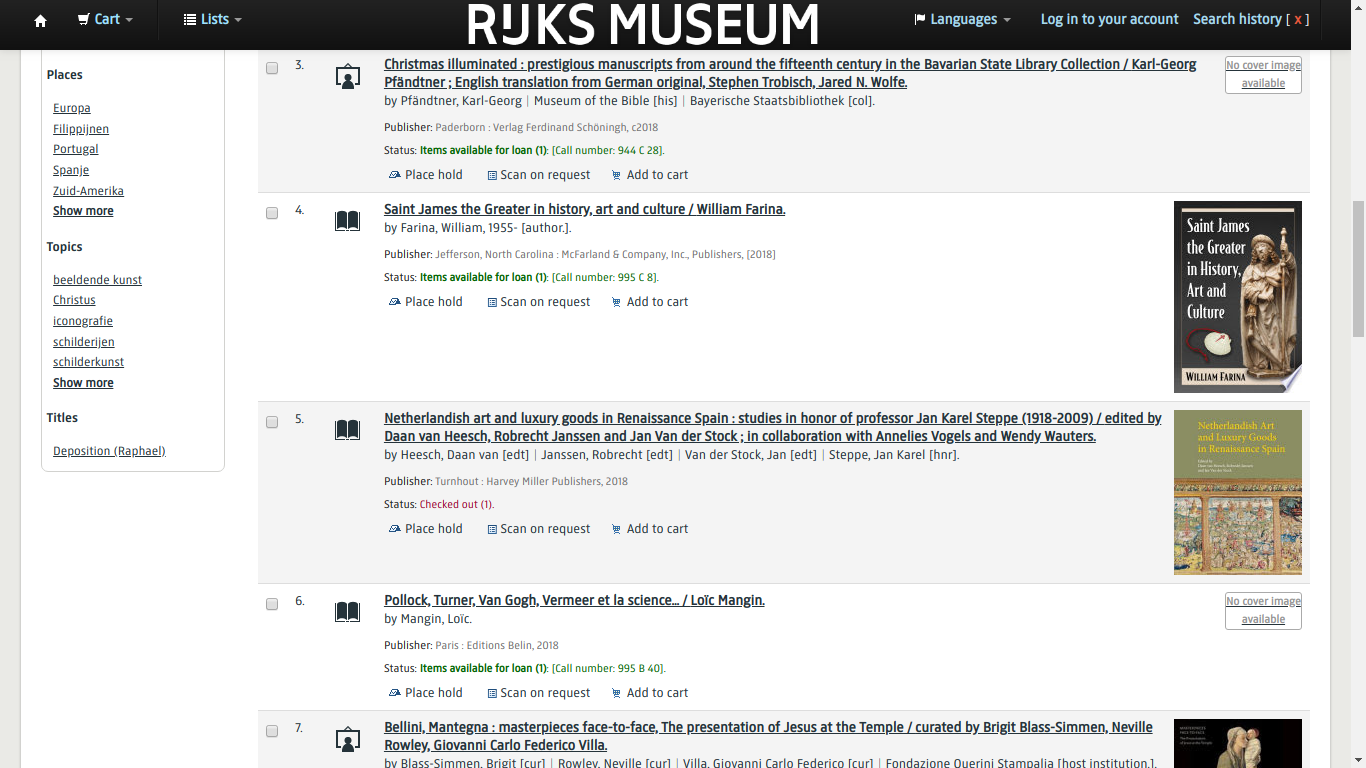 Cart
Lists
RIJKS MUSEUM
Languages
Log in to your account
Search history [ x ]
Places
Europa
Filippijnen
Portugal
Spanje
Zuid-Amerika
Show more
Topics
beeldende kunst
Christus
iconografie
schilderijen
schilderkunst
Show more
Titles
Deposition (Raphael)
3.
Christmas illuminated : prestigious manuscripts from around the fifteenth century in the Bavarian State Library Collection / Karl-Georg
Pfändtner ; English translation from German original, Stephen Trobisch, Jared N. Wolfe.
by Pfändtner, Karl-Georg | Museum of the Bible [his] | Bayerische Staatsbibliothek [col].
Publisher: Paderborn : Verlag Ferdinand Schöningh, c2018
Status: Items available for loan (1): [Call number: 944 C 28].
Place hold Scan on request Add to cart
No cover image
available
4.
Saint James the Greater in history, art and culture / William Farina.
by Farina, William, 1955- [author.].
Publisher: Jefferson, North Carolina : McFarland & Company, Inc., Publishers, [2018]
Status: Items available for loan (1): [Call number: 995 C 8].
Place hold Scan on request Add to cart
Saint James
the Greater
in History,
Art and
Culture
WILLIAM FARINA
5.
Netherlandish art and luxury goods in Renaissance Spain : studies in honor of professor Jan Karel Steppe (1918-2009) / edited by
Daan van Heesch, Robrecht Janssen and Jan Van der Stock ; in collaboration with Annelies Vogels and Wendy Wauters.
by Heesch, Daan van [edt] | Janssen, Robrecht [edt] | Van der Stock, Jan [edt] | Steppe, Jan Karel [hnr].
Publisher: Turnhout : Harvey Miller Publishers, 2018
Status: Checked out (1).
Place hold Scan on request Add to cart
Netherlandish Art
and Luxury Goods
in Renaissance Spain
6.
Pollock, Turner, Van Gogh, Vermeer et la science... / Loïc Mangin.
by Mangin, Loïc.
Publisher: Paris : Editions Belin, 2018
Status: Items available for loan (1): [Call number: 995 B 40].
Place hold Scan on request Add to cart
No cover image
available
7.
Bellini, Mantegna : masterpieces face-to-face, The presentation of Jesus at the Temple / curated by Brigit Blass-Simmen, Neville
Rowley, Giovanni Carlo Federico Villa.
by Blass-Simmen, Brigit [cur] | Rowley, Neville [cur] | Villa, Giovanni Carlo Federico [cur] | Fondazione Querini Stampalia [host institution.].